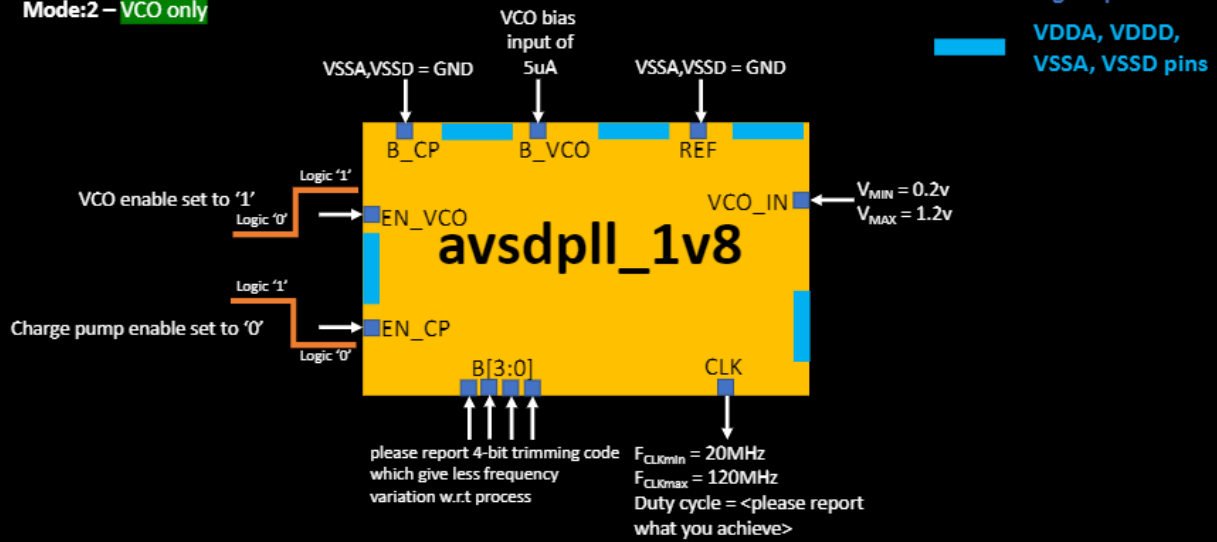 Mode:2 – VCO only
VCO bias
input of
5uA
VSSA,VSSD = GND
VSSA,VSSD = GND
VDDA, VDDD,
VSSA, VSSD pins
B_CP
B_VCO
REF
Logic '1'
VCO enable set to '1'
Logic '0'
EN_VCO
VCO_IN
VMIN = 0.2v
VMAX = 1.2v
avsdpll_1v8
Logic '1'
Charge pump enable set to '0'
Logic '0'
EN_CP
B[3:0]
CLK
please report 4-bit trimming code
which give less frequency
variation w.r.t process
FCLKmin = 20MHz
FCLKmax = 120MHz
Duty cycle = <please report
what you achieve>